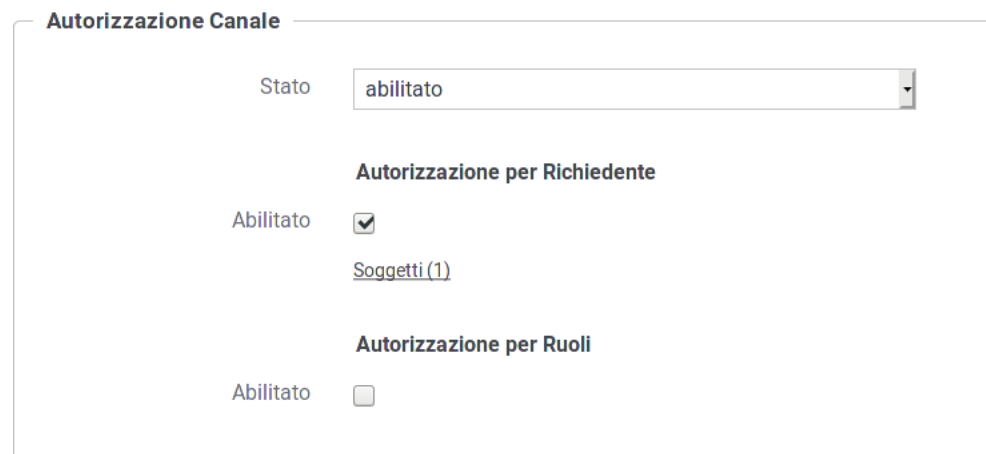 Autorizzazione Canale
Stato abilitato
Autorizzazione per Richiedente
Abilitato
Soggetti (1)
Autorizzazione per Ruoli
Abilitato